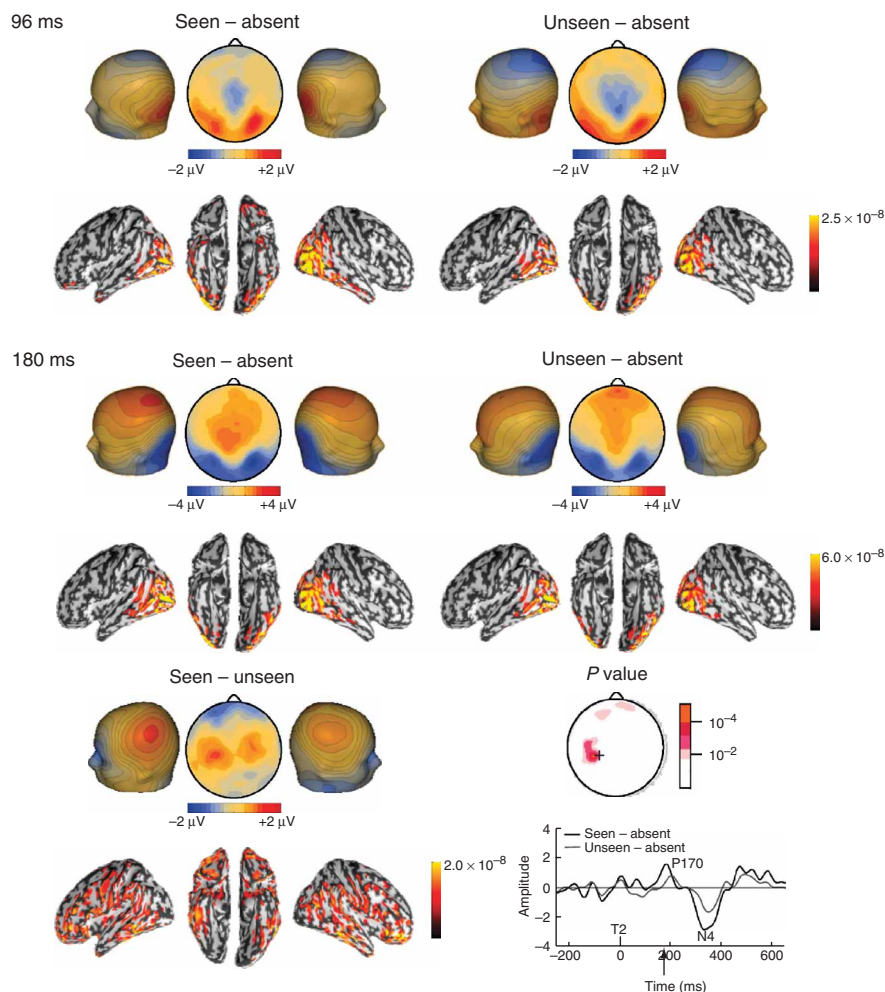 96 ms
Seen – absent
Unseen – absent
–2 µV
+2 µV
–2 µV
+2 µV
2.5 × 10⁻⁸
180 ms
Seen – absent
Unseen – absent
–4 µV
+4 µV
–4 µV
+4 µV
6.0 × 10⁻⁸
Seen – unseen
P value
10⁻⁴
10⁻²
–2 µV
+2 µV
2.0 × 10⁻⁸
4
2
0
–2
–4
Amplitude
Seen – absent
Unseen – absent
P170
T2
N4
–200
0
200
400
600
Time (ms)